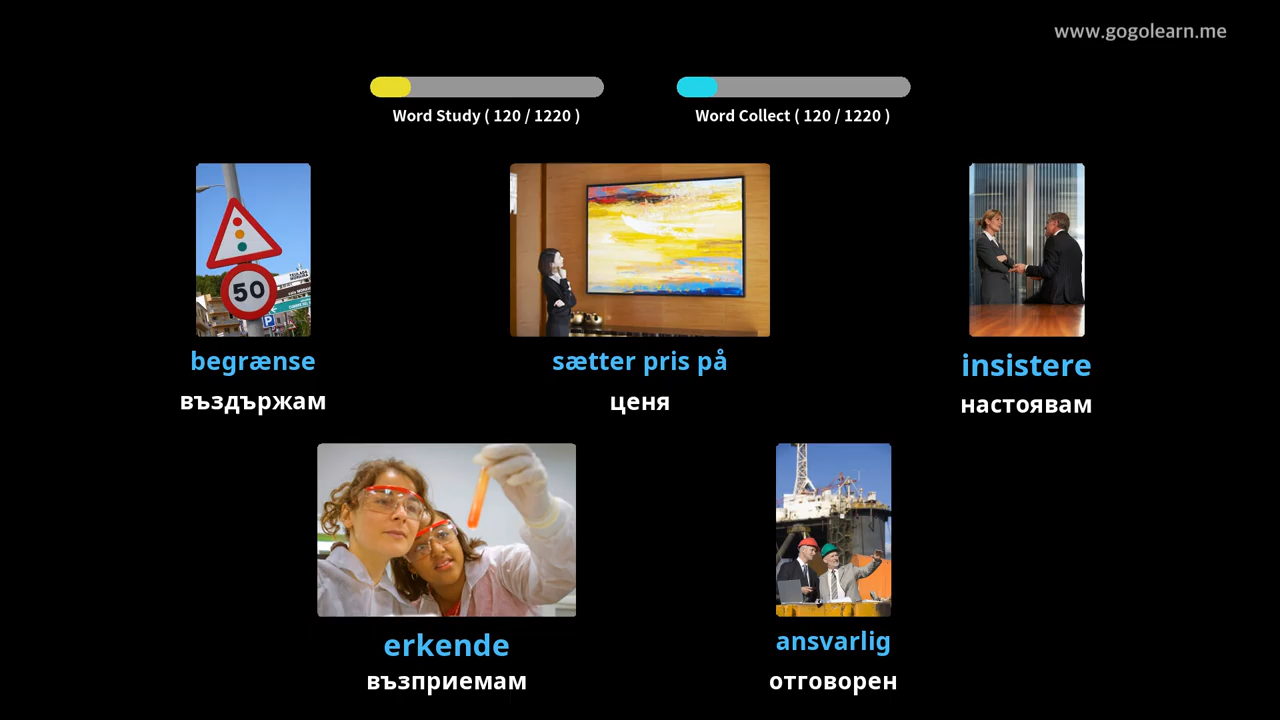 www.gogolearn.me
Word Study ( 120 / 1220 )
Word Collect ( 120 / 1220 )
50
P
begrænse
въздържам
sætter pris på
ценя
insistere
настоявам
erkende
възприемам
ansvarlig
отговорен